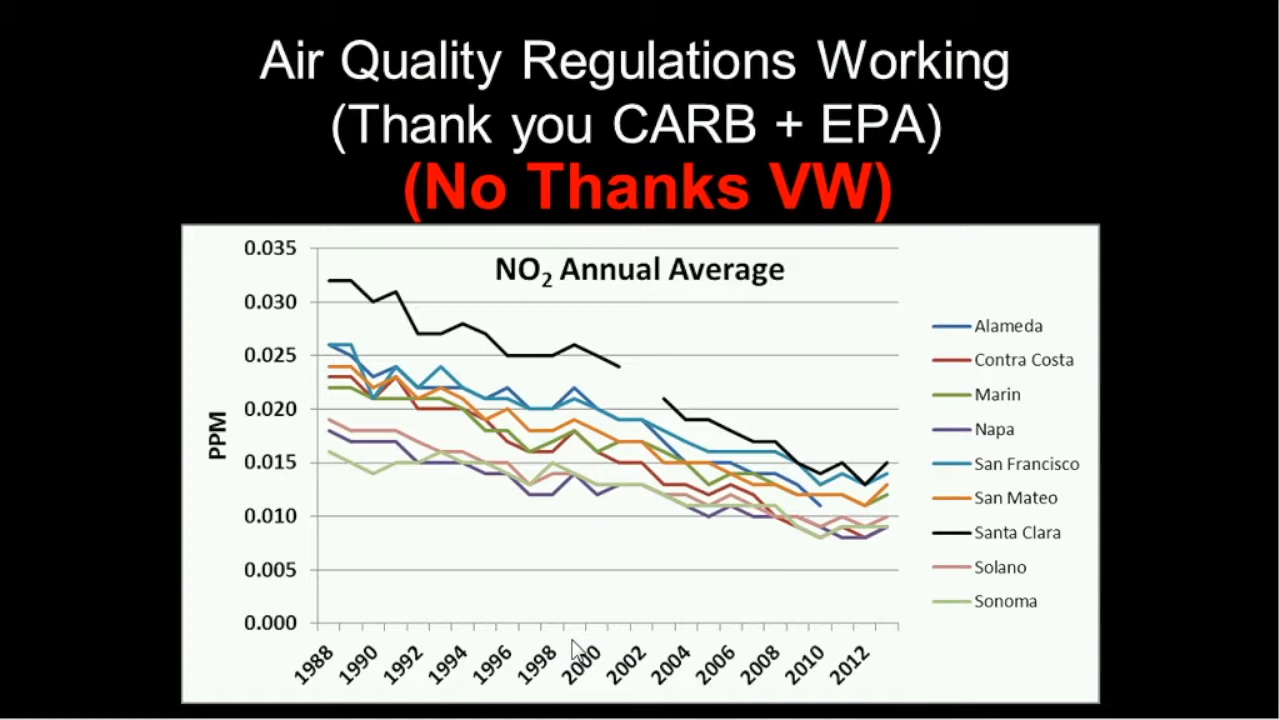 Air Quality Regulations Working
(Thank you CARB + EPA)
(No Thanks VW)
NO₂ Annual Average
PPM
0.035
0.030
0.025
0.020
0.015
0.010
0.005
0.000
1988
1990
1992
1994
1996
1998
2000
2002
2004
2006
2008
2010
2012
Alameda
Contra Costa
Marin
Napa
San Francisco
San Mateo
Santa Clara
Solano
Sonoma